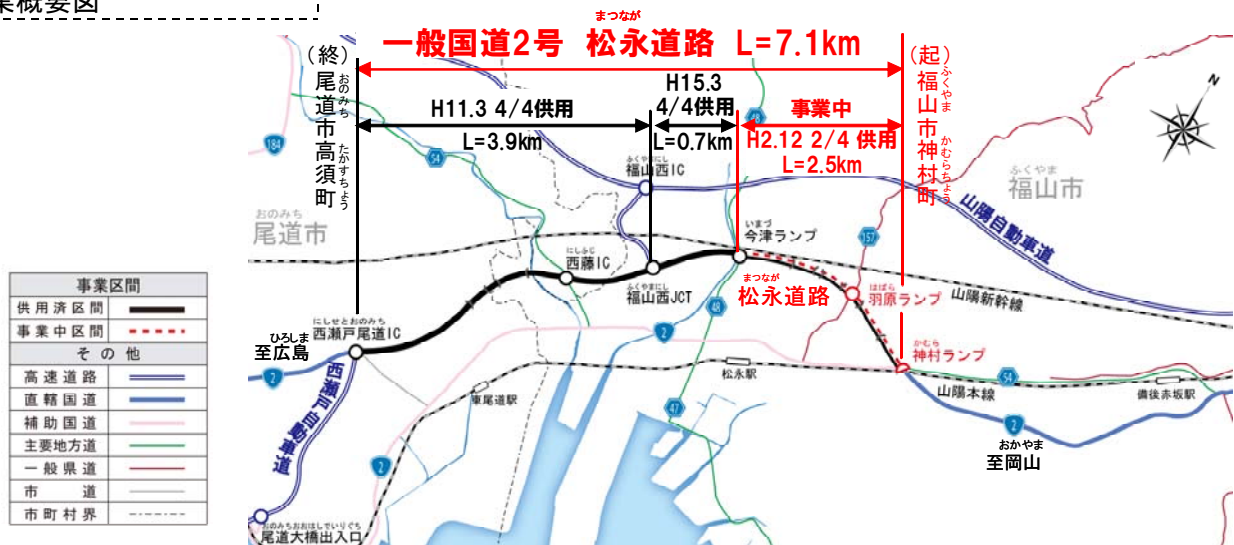 業概要図
まつなが
一般国道2号 松永道路 L=7.1km
(終)尾道市高須町
おのみち たかすちょう
(起)福山市神村町
ふくやま かむらちょう
H11.3 4/4供用
L=3.9km
H15.3
4/4供用
L=0.7km
事業中
H2.12 2/4 供用
L=2.5km
N
184
54
48
ふくやまにし
福山西IC
ふくやま
福山市
山陽自動車道
おのみち
尾道市
いまづ
今津ランプ
157
にしふじ
西藤IC
ふくやまにし
福山西JCT
まつなが
松永道路
48
はばら
羽原ランプ
山陽新幹線
にしせとおのみち
西瀬戸尾道IC
ひろしま
至広島
2
2
かむら
神村ランプ
西瀬戸自動車道
東尾道駅
松永駅
54
山陽本線
備後赤坂駅
47
2
2
おかやま
至岡山
おのみちおおはしでいりぐち
尾道大橋出入口
事業区間
供用済区間
事業中区間
その他
高速道路
直轄国道
補助国道
主要地方道
一般県道
市道
市町村界